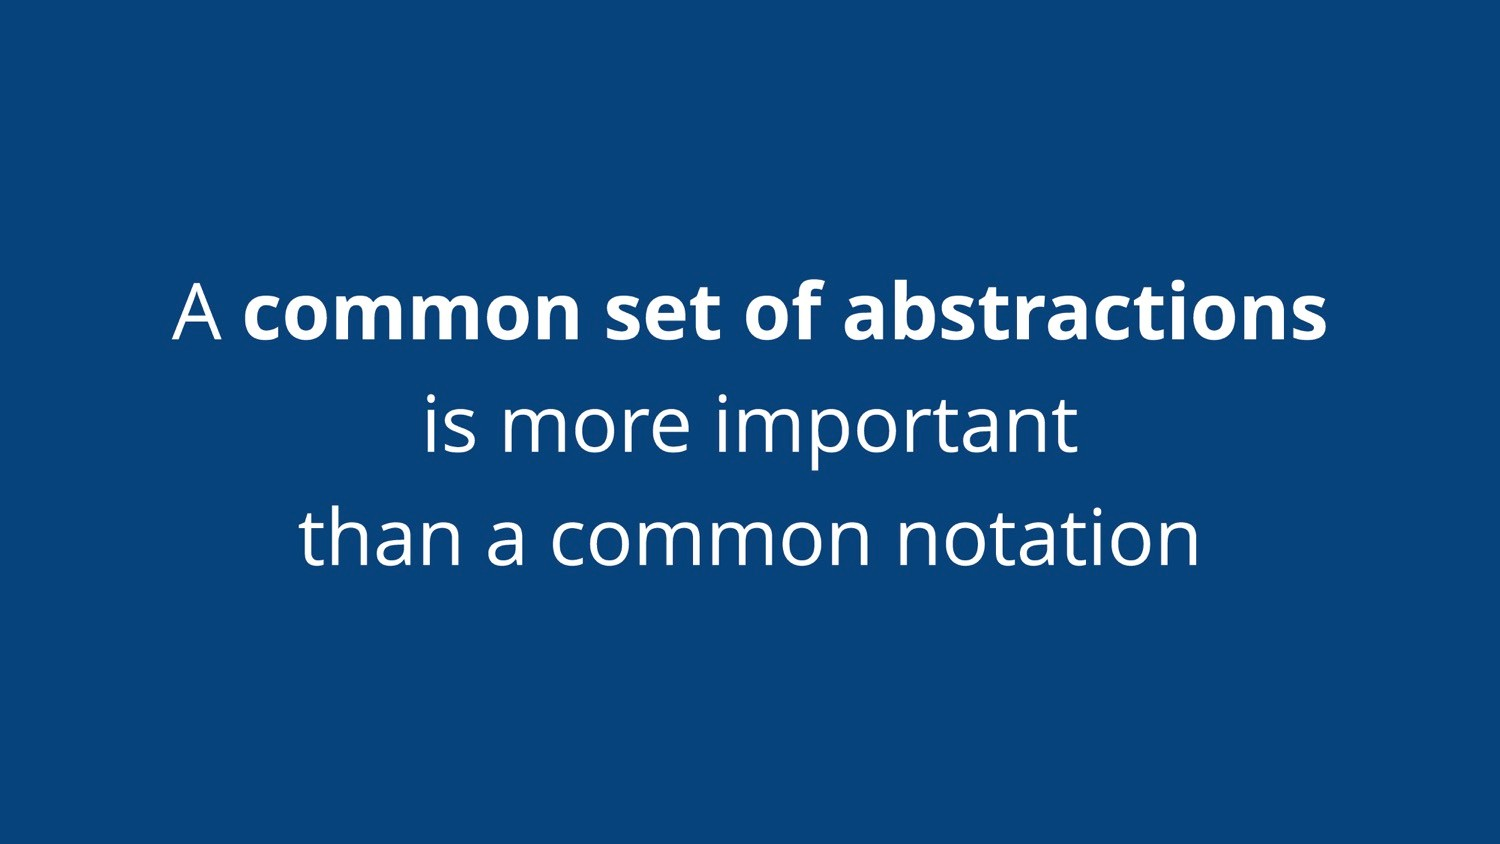 A common set of abstractions
is more important
than a common notation